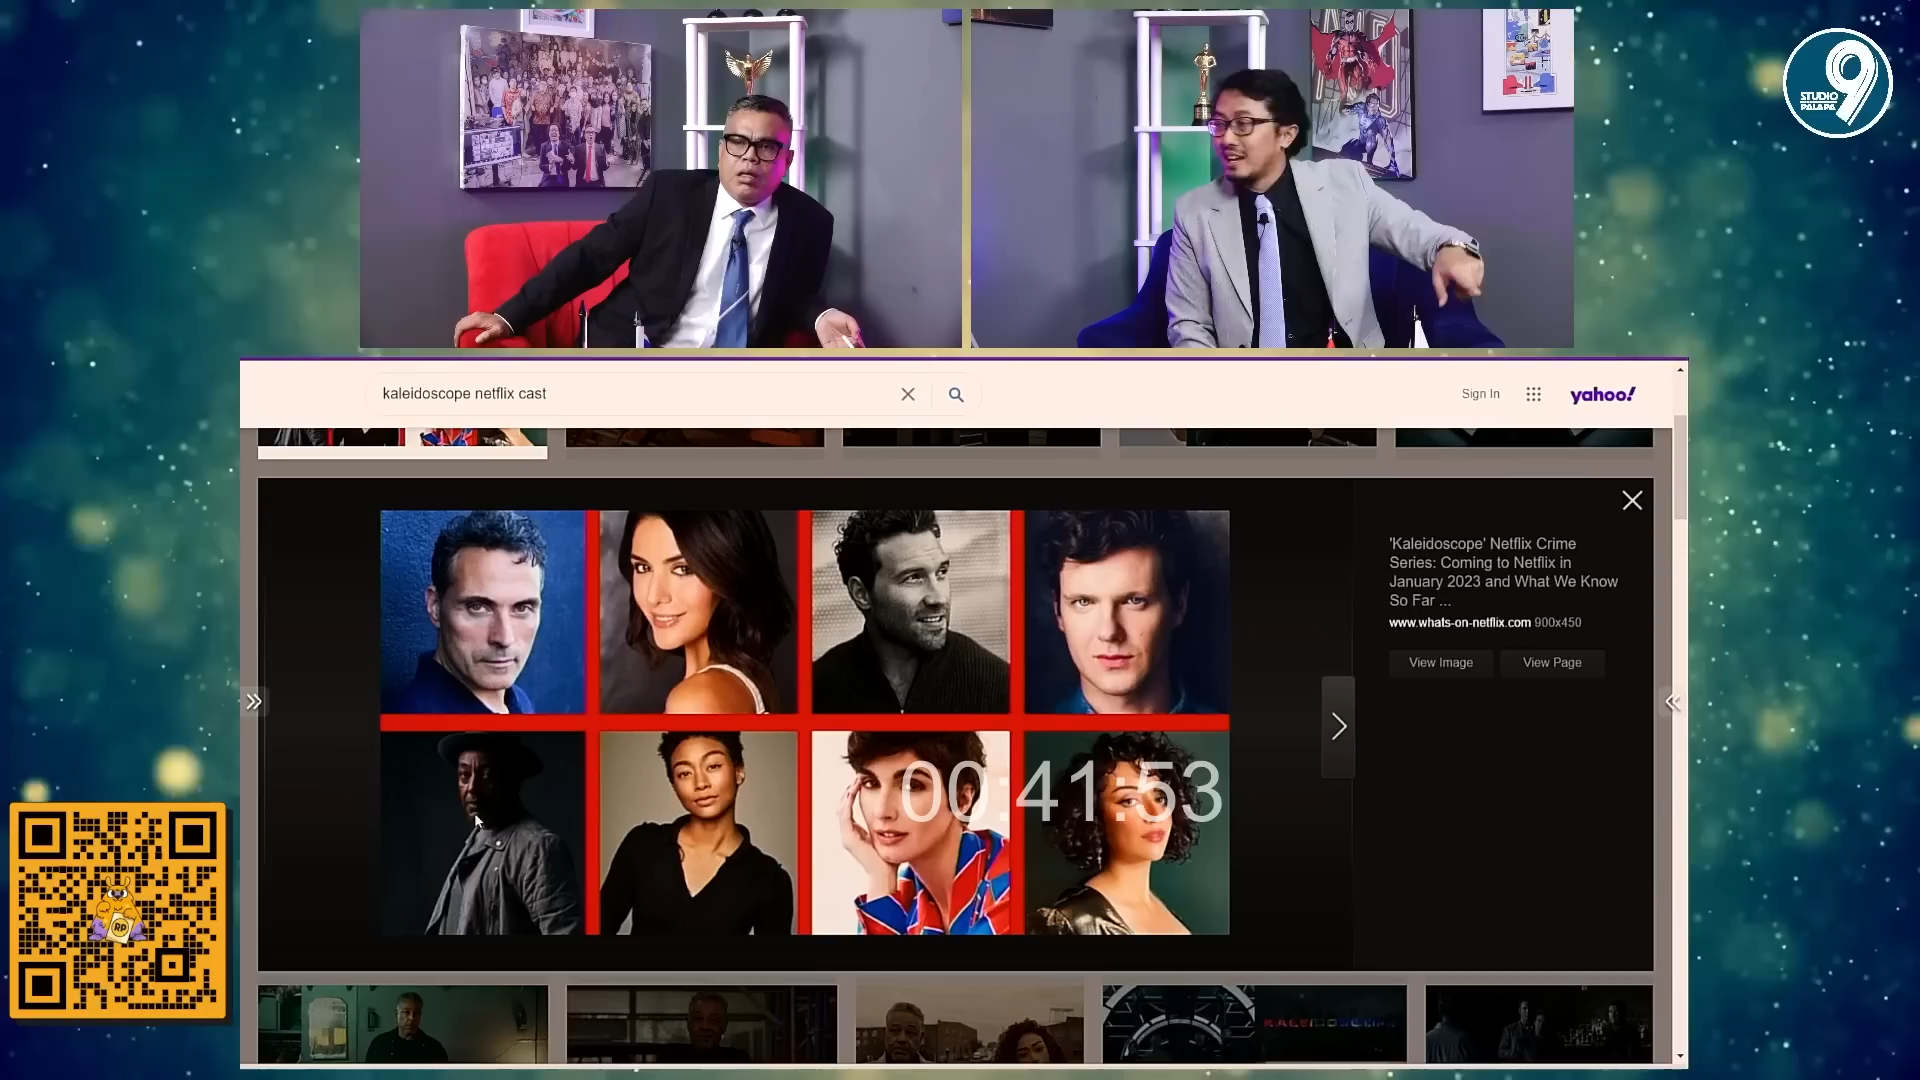 9
STUDIO
PALAPA
kaleidoscope netflix cast
Sign In
yahoo!
'Kaleidoscope' Netflix Crime
Series: Coming to Netflix in
January 2023 and What We Know
So Far ...
www.whats-on-netflix.com 900x450
View Image
View Page
00:41:53
RP
KALEIDOSCOPE